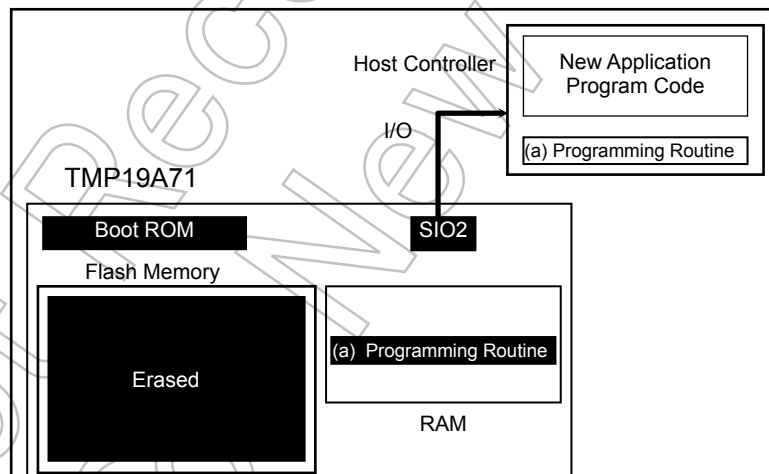 Host Controller
New Application
Program Code
I/O
(a) Programming Routine
TMP19A71
Boot ROM
SIO2
Flash Memory
Erased
(a) Programming Routine
RAM